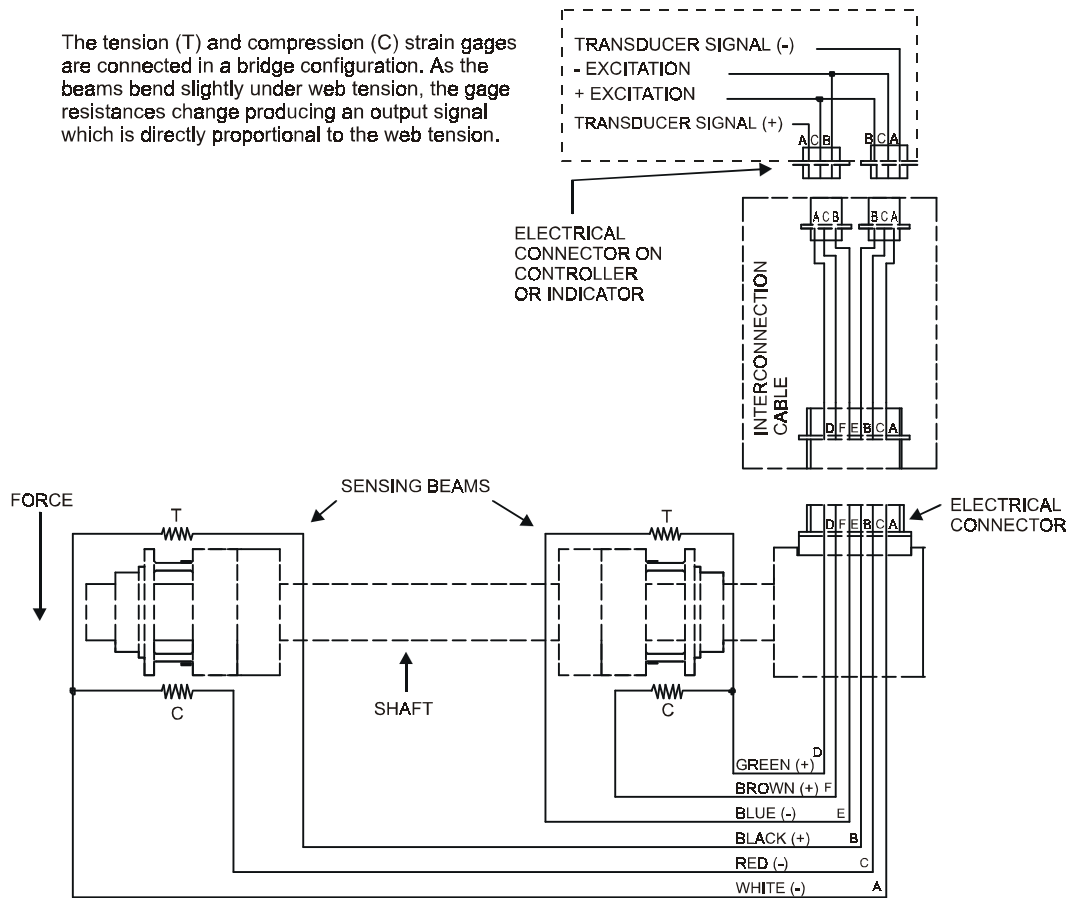 The tension (T) and compression (C) strain gages
are connected in a bridge configuration. As the
beams bend slightly under web tension, the gage
resistances change producing an output signal
which is directly proportional to the web tension.
TRANSDUCER SIGNAL (-)
- EXCITATION
+ EXCITATION
TRANSDUCER SIGNAL (+)
A C B
B C A
ELECTRICAL
CONNECTOR ON
CONTROLLER
OR INDICATOR
A C B
B C A
INTERCONNECTION
CABLE
D F E B C A
FORCE
SENSING BEAMS
ELECTRICAL
CONNECTOR
T
T
D F E B C A
SHAFT
C
C
GREEN (+) D
BROWN (+) F
BLUE (-) E
BLACK (+) B
RED (-) C
WHITE (-) A